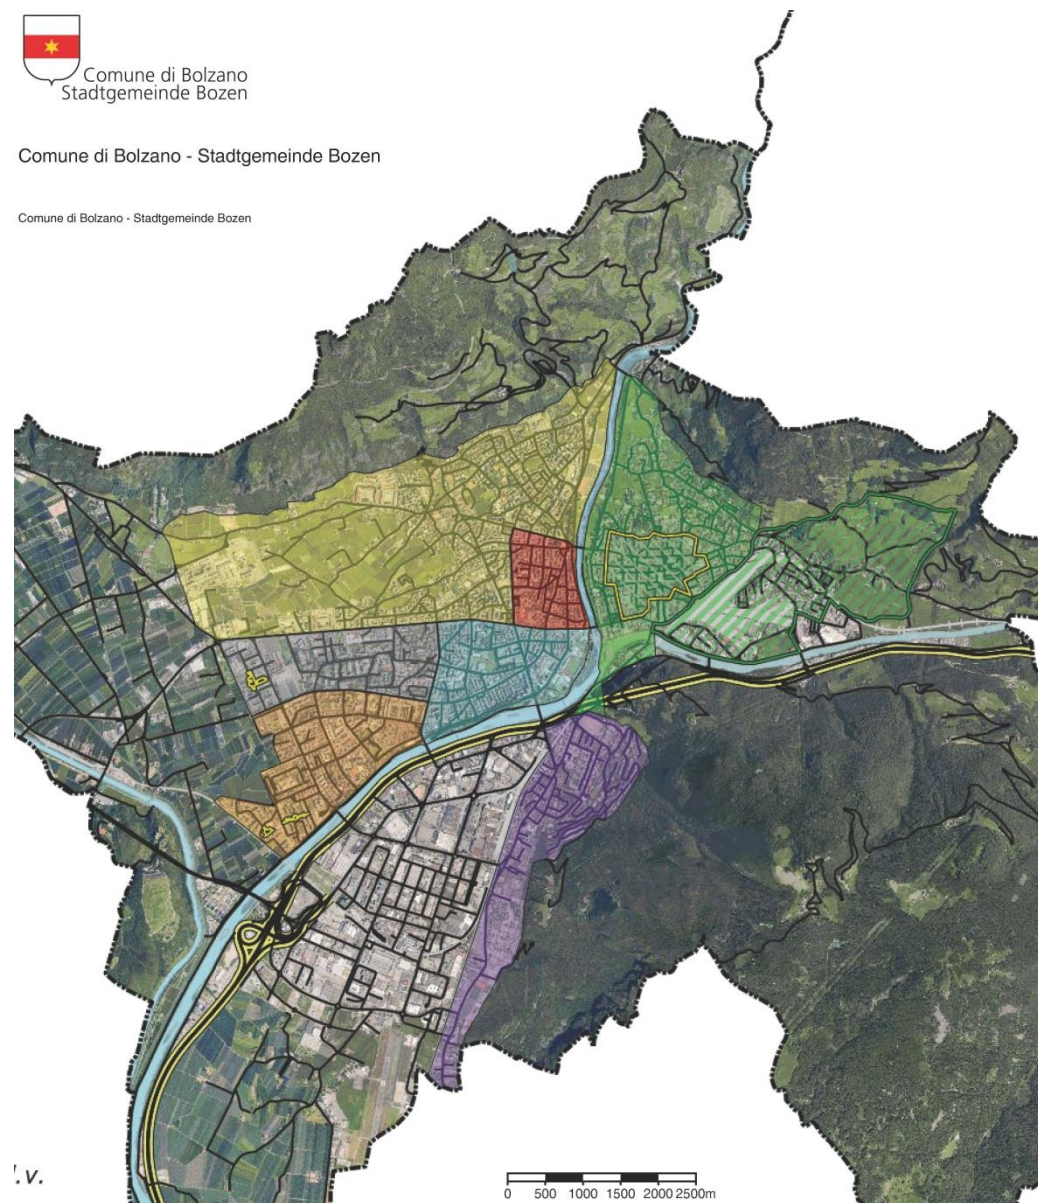 Comune di Bolzano
Stadtgemeinde Bozen
Comune di Bolzano - Stadtgemeinde Bozen
Comune di Bolzano - Stadtgemeinde Bozen
.v.
0 500 1000 1500 2000 2500m